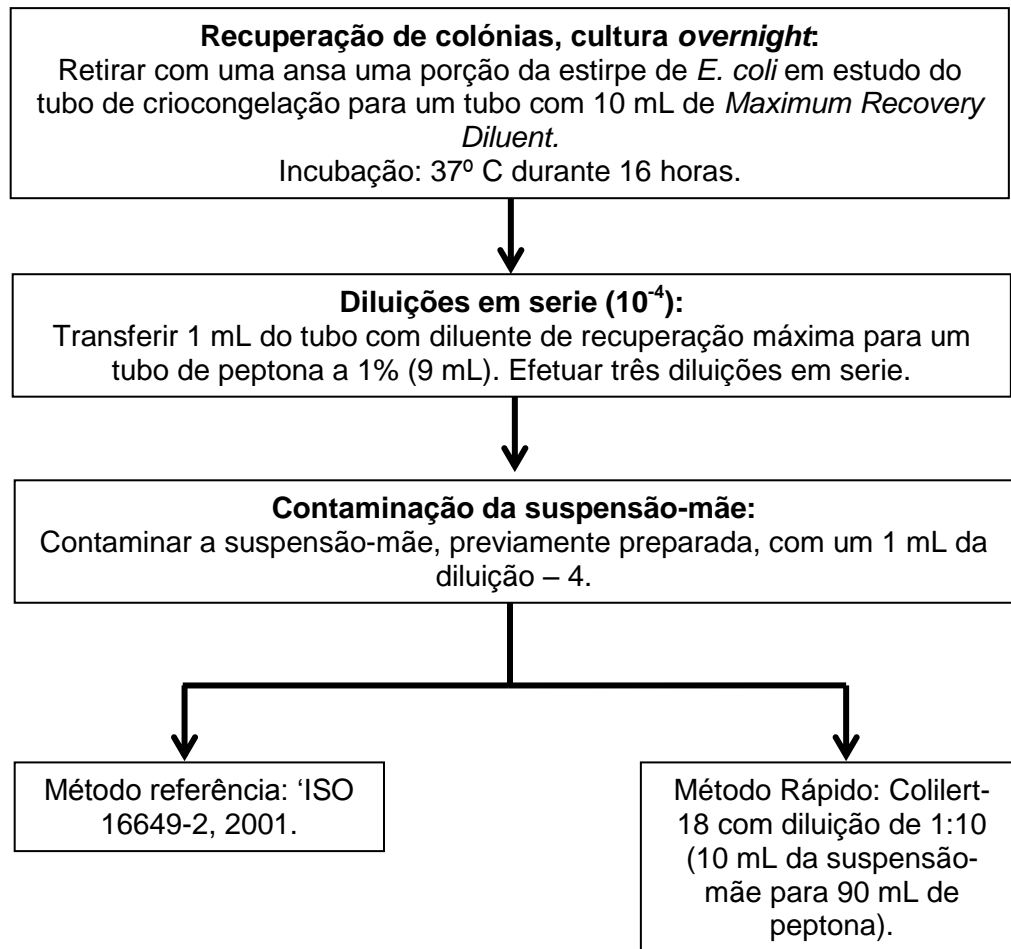 Recuperação de colónias, cultura overnight:
Retirar com uma ansa uma porção da estirpe de E. coli em estudo do
tubo de criocongelação para um tubo com 10 mL de Maximum Recovery
Diluent.
Incubação: 37º C durante 16 horas.
Diluições em serie (10-4):
Transferir 1 mL do tubo com diluente de recuperação máxima para um
tubo de peptona a 1% (9 mL). Efetuar três diluições em serie.
Contaminação da suspensão-mãe:
Contaminar a suspensão-mãe, previamente preparada, com um 1 mL da
diluição – 4.
Método referência: ‘ISO
16649-2, 2001.
Método Rápido: Colilert-
18 com diluição de 1:10
(10 mL da suspensão-
mãe para 90 mL de
peptona).